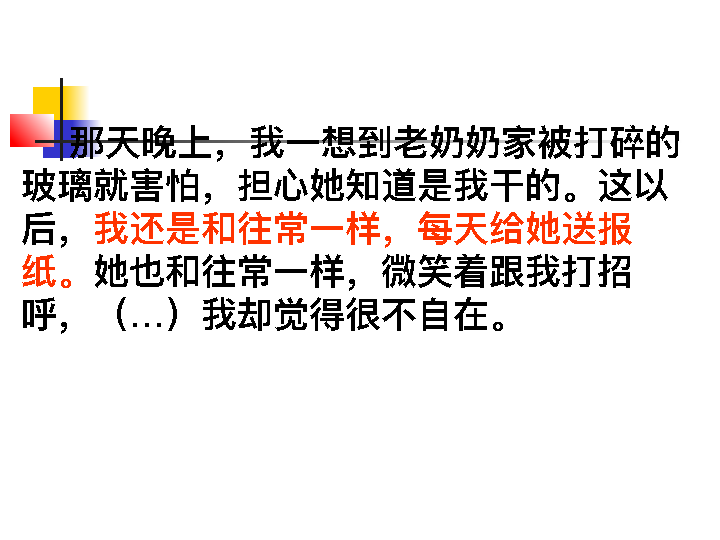 那天晚上，我一想到老奶奶家被打碎的
玻璃就害怕，担心她知道是我干的。这以
后，我还是和往常一样，每天给她送报
纸。她也和往常一样，微笑着跟我打招
呼，（…）我却觉得很不自在。